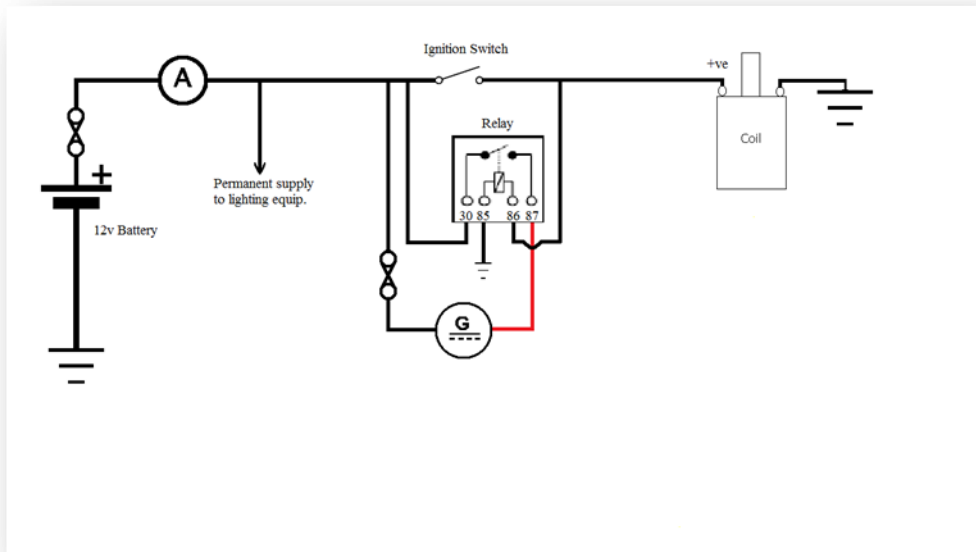 Ignition Switch
A
+ve
Relay
Coil
Permanent supply
to lighting equip.
+
30 85 86 87
12v Battery
G